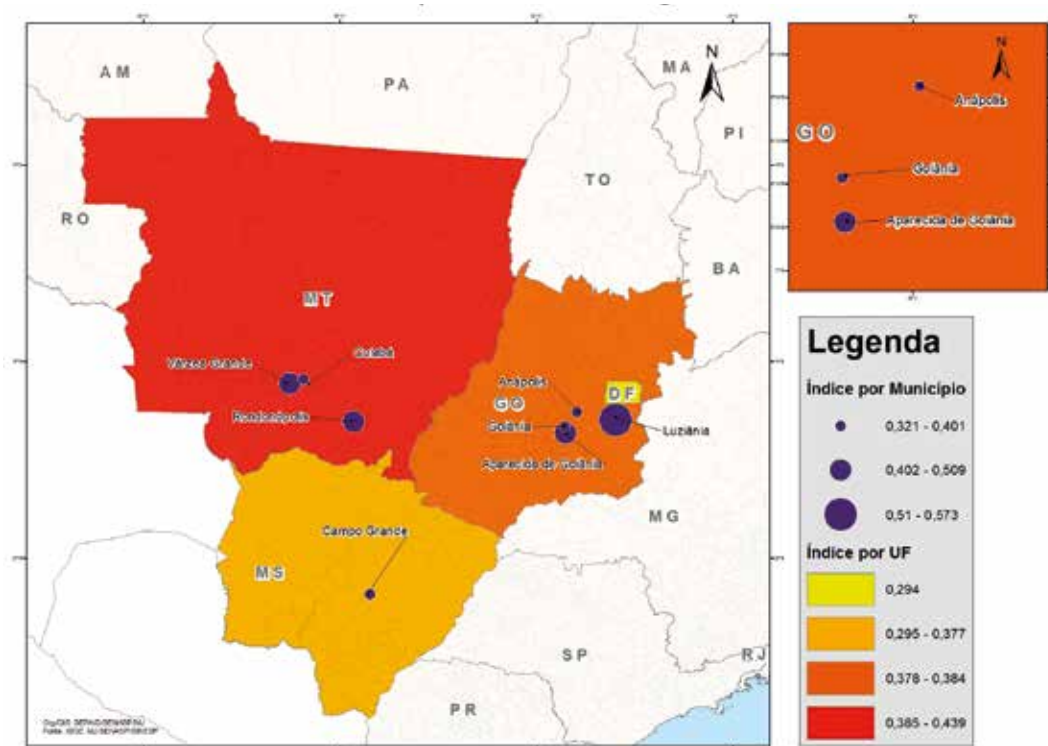 AM
PA
MA
PI
TO
RO
BA
MT
Várzea Grande
Cuiabá
Rondonópolis
Anápolis
GO
DF
Goiânia
Luziânia
Aparecida de Goiânia
MG
Campo Grande
MS
SP
RJ
PR
N
N
Anápolis
GO
Goiânia
Aparecida de Goiânia
Legenda
Índice por Município
0,321 - 0,401
0,402 - 0,509
0,51 - 0,573
Índice por UF
0,294
0,295 - 0,377
0,378 - 0,384
0,385 - 0,439